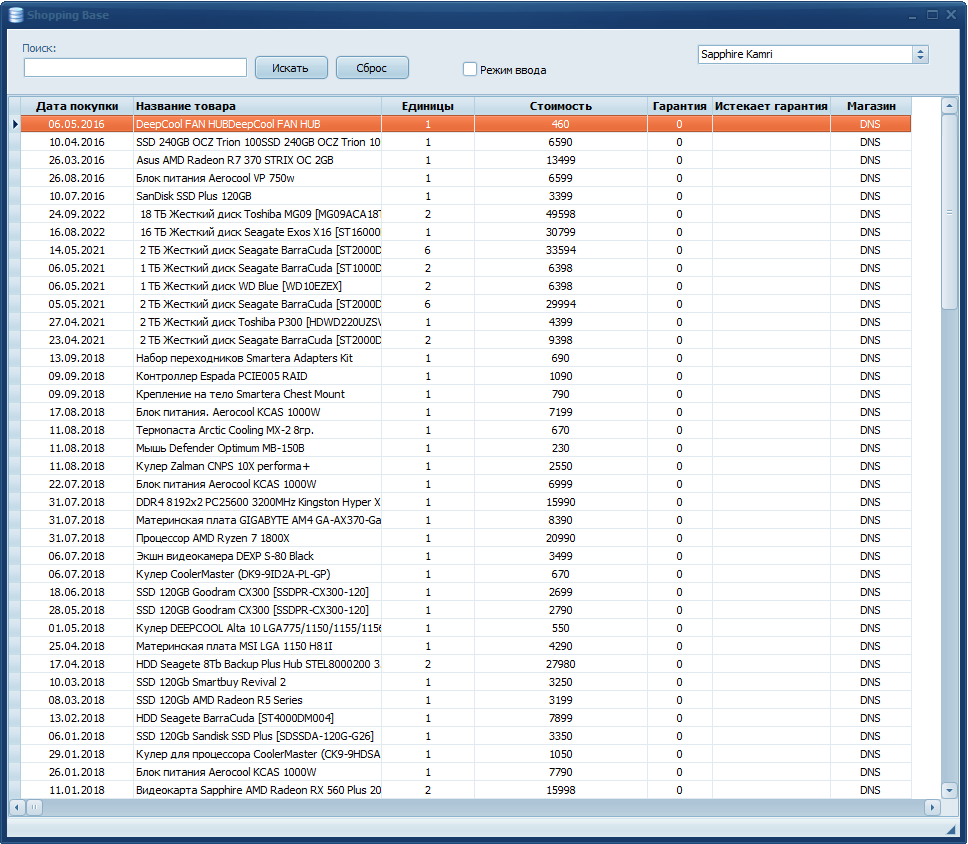 Shopping Base
Поиск:
Искать Сброс Режим ввода Sapphire Kamri
Дата покупки Название товара Единицы Стоимость Гарантия Истекает гарантия Магазин
06.05.2016 DeepCool FAN HUBDeepCool FAN HUB 1 460 0 DNS
10.04.2016 SSD 240GB OCZ Trion 100SSD 240GB OCZ Trion 10 1 6590 0 DNS
26.03.2016 Asus AMD Radeon R7 370 STRIX OC 2GB 1 13499 0 DNS
26.08.2016 Блок питания Aerocool VP 750w 1 6599 0 DNS
10.07.2016 SanDisk SSD Plus 120GB 1 3399 0 DNS
24.09.2022 18 ТБ Жесткий диск Toshiba MG09 [MG09ACA18T 2 49598 0 DNS
16.08.2022 16 ТБ Жесткий диск Seagate Exos X16 [ST16000 1 30799 0 DNS
14.05.2021 2 ТБ Жесткий диск Seagate BarraCuda [ST2000D 6 33594 0 DNS
06.05.2021 1 ТБ Жесткий диск Seagate BarraCuda [ST1000D 2 6398 0 DNS
06.05.2021 1 ТБ Жесткий диск WD Blue [WD10EZEX] 2 6398 0 DNS
05.05.2021 2 ТБ Жесткий диск Seagate BarraCuda [ST2000D 6 29994 0 DNS
27.04.2021 2 ТБ Жесткий диск Toshiba P300 [HDWD220UZSV 1 4399 0 DNS
23.04.2021 2 ТБ Жесткий диск Seagate BarraCuda [ST2000D 2 9398 0 DNS
13.09.2018 Набор переходников Smartera Adapters Kit 1 690 0 DNS
09.09.2018 Контроллер Espada PCIE005 RAID 1 1090 0 DNS
09.09.2018 Крепление на тело Smartera Chest Mount 1 790 0 DNS
17.08.2018 Блок питания. Aerocool KCAS 1000W 1 7199 0 DNS
11.08.2018 Термопаста Arctic Cooling MX-2 8гр. 1 670 0 DNS
11.08.2018 Мышь Defender Optimum MB-150B 1 230 0 DNS
11.08.2018 Кулер Zalman CNPS 10X performa+ 1 2550 0 DNS
22.07.2018 Блок питания Aerocool KCAS 1000W 1 6999 0 DNS
31.07.2018 DDR4 8192x2 PC25600 3200MHz Kingston Hyper X 1 15990 0 DNS
31.07.2018 Материнская плата GIGABYTE AM4 GA-AX370-Ga 1 8390 0 DNS
31.07.2018 Процессор AMD Ryzen 7 1800X 1 20990 0 DNS
06.07.2018 Экшн видеокамера DEXP S-80 Black 1 3499 0 DNS
06.07.2018 Кулер CoolerMaster (DK9-9ID2A-PL-GP) 1 670 0 DNS
18.06.2018 SSD 120GB Goodram CX300 [SSDPR-CX300-120] 1 2699 0 DNS
28.05.2018 SSD 120GB Goodram CX300 [SSDPR-CX300-120] 1 2790 0 DNS
01.05.2018 Кулер DEEPCOOL Alta 10 LGA775/1150/1155/1156 1 550 0 DNS
25.04.2018 Материнская плата MSI LGA 1150 H81I 1 4290 0 DNS
17.04.2018 HDD Seagete 8Tb Backup Plus Hub STEL8000200 3. 2 27980 0 DNS
10.03.2018 SSD 120Gb Smartbuy Revival 2 1 3250 0 DNS
08.03.2018 SSD 120Gb AMD Radeon R5 Series 1 3199 0 DNS
13.02.2018 HDD Seagete BarraCuda [ST4000DM004] 1 7899 0 DNS
06.01.2018 SSD 120Gb Sandisk SSD Plus [SDSSDA-120G-G26] 1 3350 0 DNS
29.01.2018 Кулер для процессора CoolerMaster (CK9-9HDSA 1 1050 0 DNS
26.01.2018 Блок питания Aerocool KCAS 1000W 1 7790 0 DNS
11.01.2018 Видеокарта Sapphire AMD Radeon RX 560 Plus 20 2 15998 0 DNS